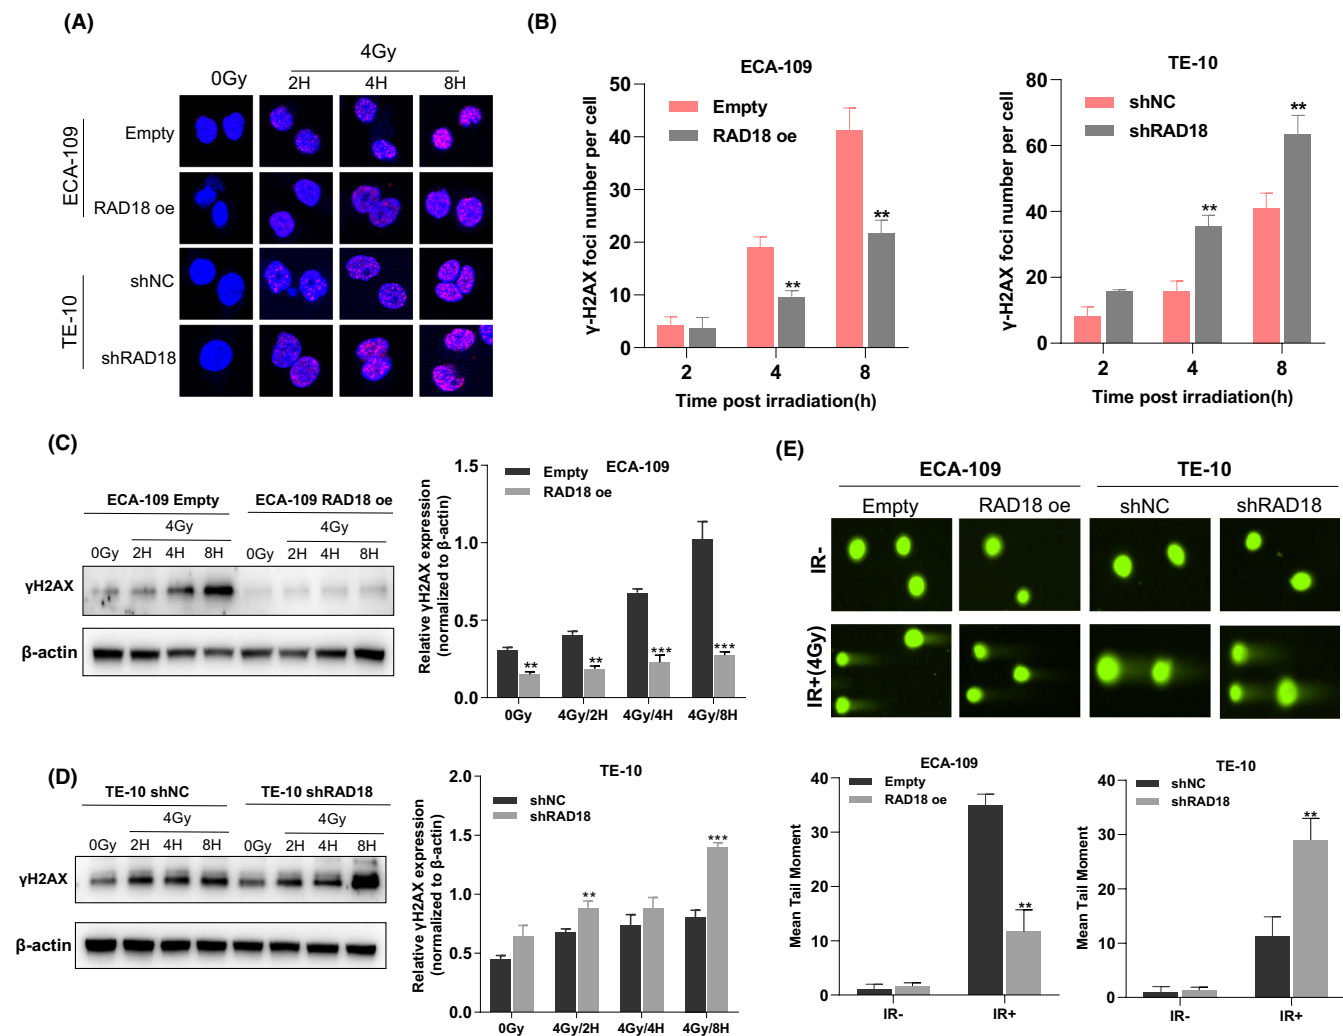 (A)
4Gy
0Gy 2H 4H 8H
ECA-109
Empty
RAD18 oe
TE-10
shNC
shRAD18
(B)
ECA-109
γ-H2AX foci number per cell
50
40
30
20
10
0
Empty
RAD18 oe
** **
2 4 8
Time post irradiation(h)
TE-10
γ-H2AX foci number per cell
80
60
40
20
0
shNC
shRAD18
** **
2 4 8
Time post irradiation(h)
(C)
ECA-109 Empty ECA-109 RAD18 oe
4Gy 4Gy
0Gy 2H 4H 8H 0Gy 2H 4H 8H
γH2AX
β-actin
ECA-109
Relative γH2AX expression
(normalized to β-actin)
1.5
1.0
0.5
0.0
Empty
RAD18 oe
** ** *** ***
0Gy 4Gy/2H 4Gy/4H 4Gy/8H
(D)
TE-10 shNC TE-10 shRAD18
4Gy 4Gy
0Gy 2H 4H 8H 0Gy 2H 4H 8H
γH2AX
β-actin
TE-10
Relative γH2AX expression
(normalized to β-actin)
2.0
1.5
1.0
0.5
0.0
shNC
shRAD18
** ***
0Gy 4Gy/2H 4Gy/4H 4Gy/8H
(E)
ECA-109 TE-10
Empty RAD18 oe shNC shRAD18
IR-
IR+(4Gy)
ECA-109
Mean Tail Moment
40
30
20
10
0
Empty
RAD18 oe
**
IR- IR+
TE-10
Mean Tail Moment
40
30
20
10
0
shNC
shRAD18
**
IR- IR+